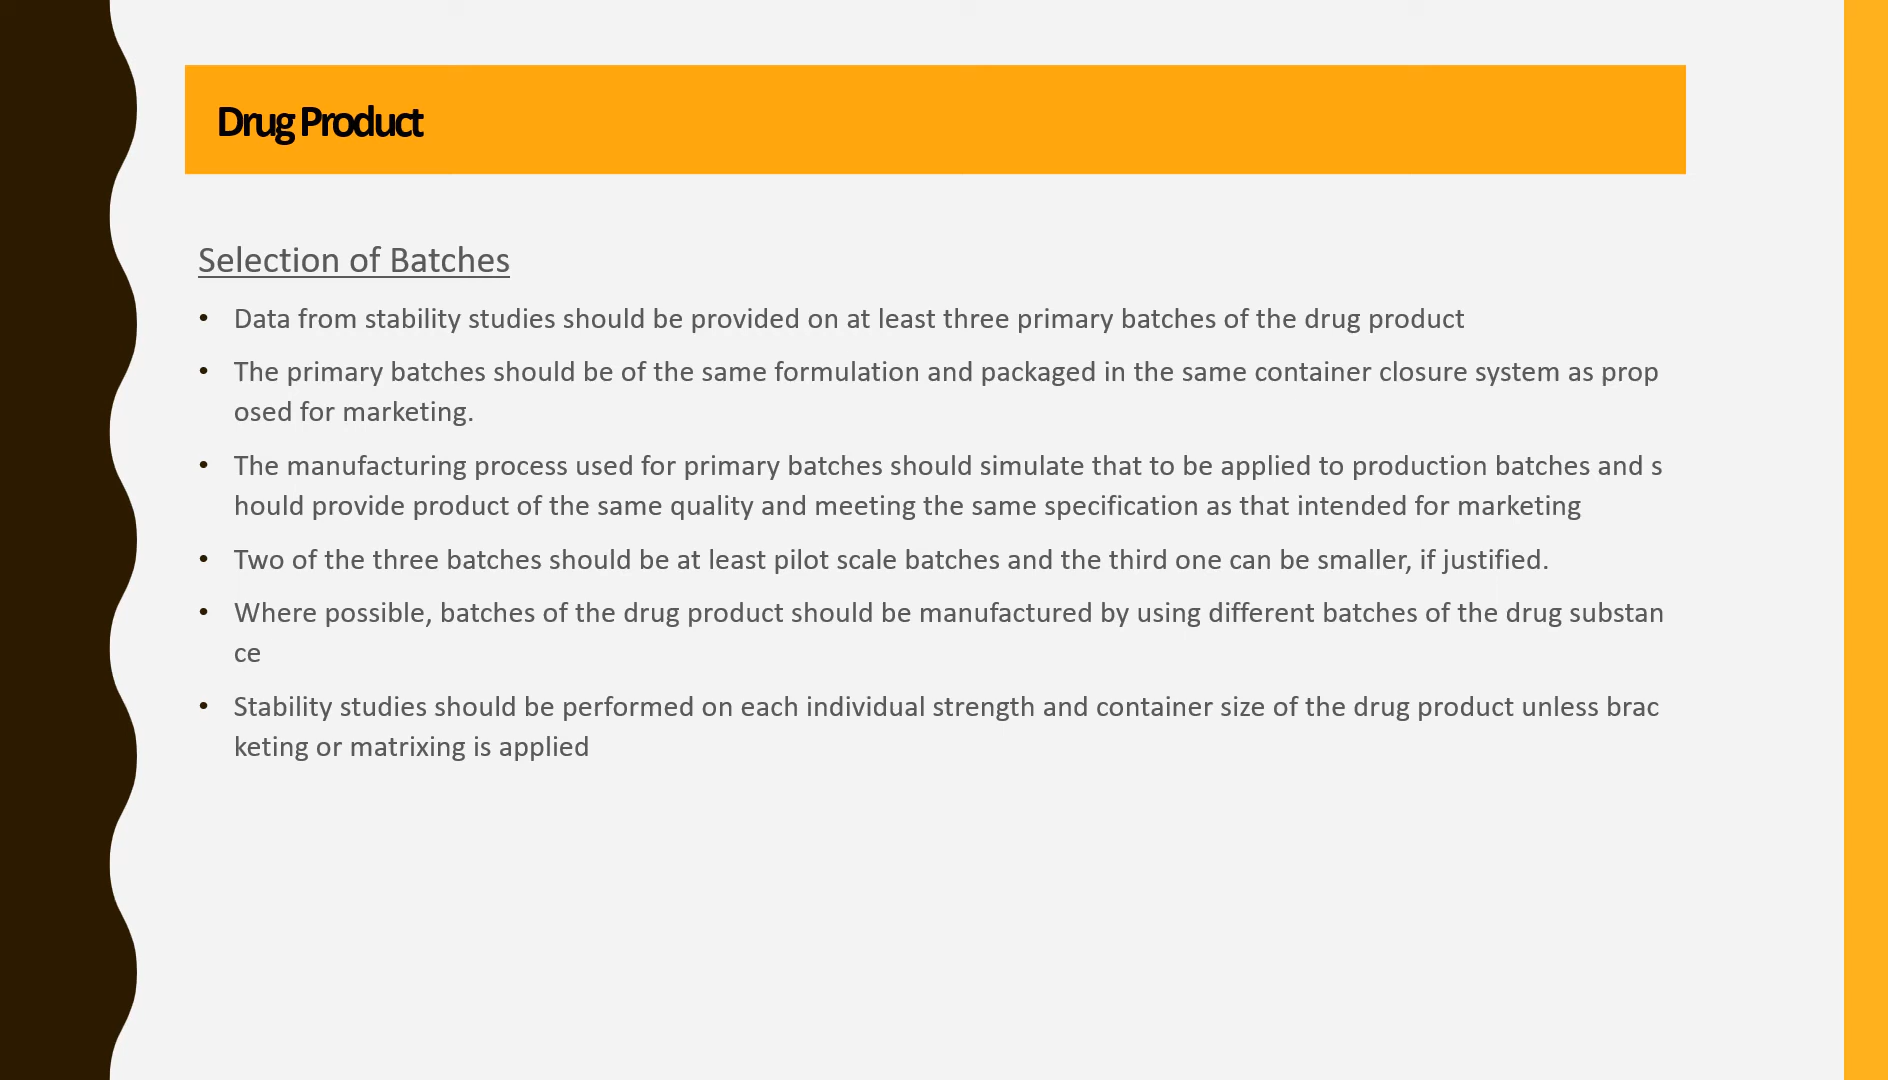 Drug Product
Selection of Batches
• Data from stability studies should be provided on at least three primary batches of the drug product
• The primary batches should be of the same formulation and packaged in the same container closure system as prop
osed for marketing.
• The manufacturing process used for primary batches should simulate that to be applied to production batches and s
hould provide product of the same quality and meeting the same specification as that intended for marketing
• Two of the three batches should be at least pilot scale batches and the third one can be smaller, if justified.
• Where possible, batches of the drug product should be manufactured by using different batches of the drug substan
ce
• Stability studies should be performed on each individual strength and container size of the drug product unless brac
keting or matrixing is applied